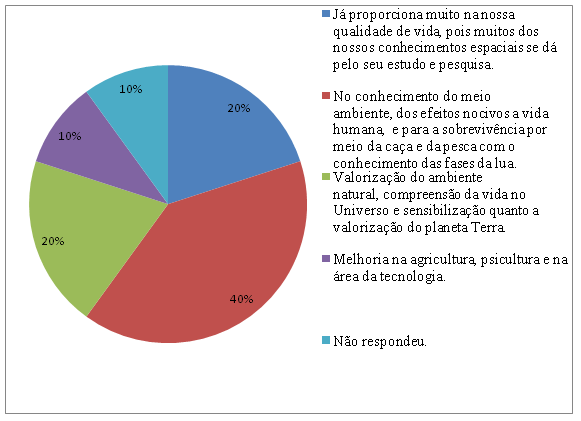 Já proporciona muito na nossa
qualidade de vida, pois muitos dos
nossos conhecimentos espaciais se dá
pelo seu estudo e pesquisa.
No conhecimento do meio
ambiente, dos efeitos nocivos a vida
humana, e para a sobrevivência por
meio da caça e da pesca com o
conhecimento das fases da lua.
Valorização do ambiente
natural, compreensão da vida no
Universo e sensibilização quanto a
valorização do planeta Terra.
Melhoria na agricultura, psicultura e na
área da tecnologia.
Não respondeu.
10%
20%
10%
20%
40%